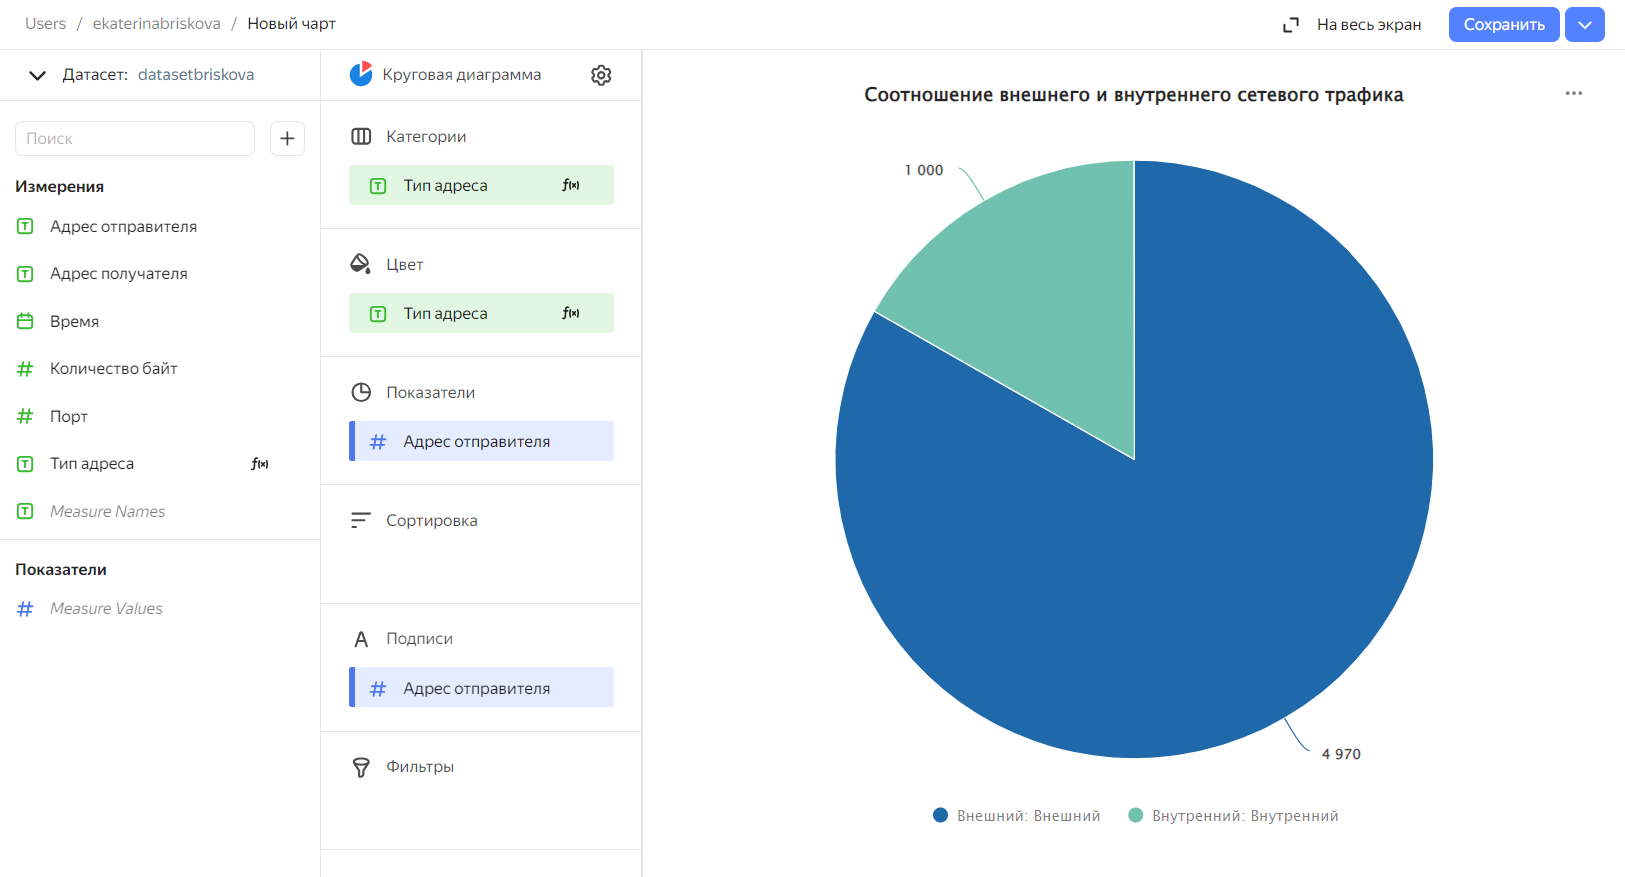 Users / ekaterinabriskova / Новый чарт
На весь экран
Сохранить
Датасет: datasetbriskova
Поиск
Измерения
Адрес отправителя
Адрес получателя
Время
Количество байт
Порт
Тип адреса
f(x)
Measure Names
Показатели
Measure Values
Круговая диаграмма
Категории
Тип адреса
f(x)
Цвет
Тип адреса
f(x)
Показатели
Адрес отправителя
Сортировка
Подписи
Адрес отправителя
Фильтры
Соотношение внешнего и внутреннего сетевого трафика
1 000
4 970
Внешний: Внешний
Внутренний: Внутренний